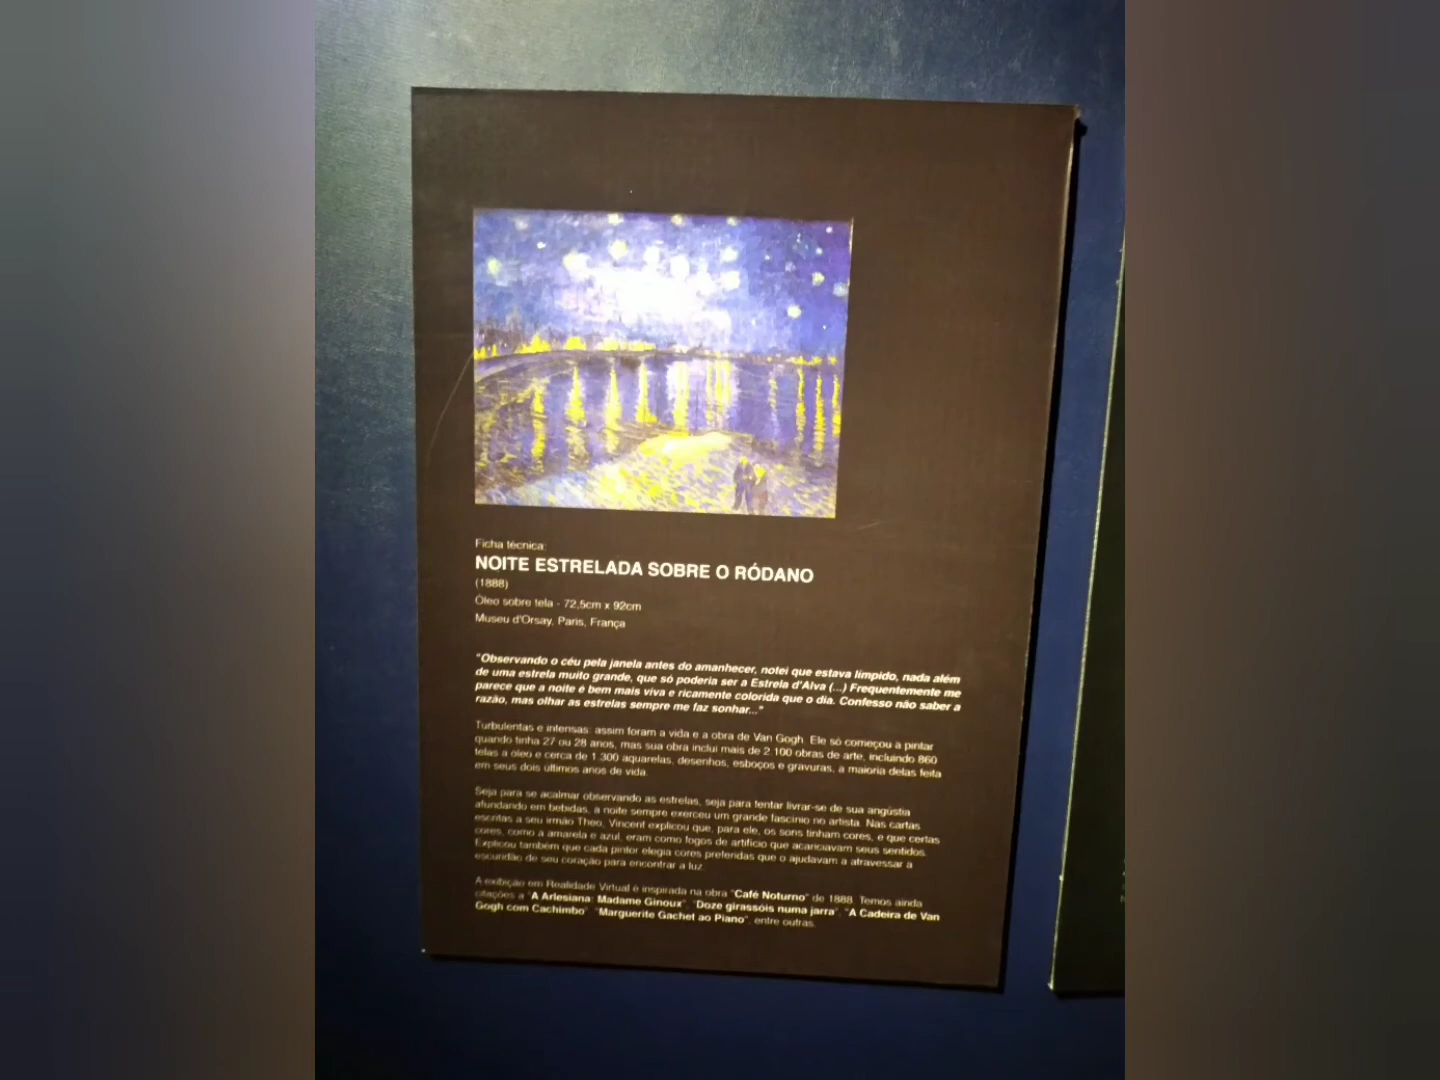 Ficha técnica:
NOITE ESTRELADA SOBRE O RÓDANO
(1888)
Óleo sobre tela - 72,5cm x 92cm
Museu d'Orsay, Paris, França
"Observando o céu pela janela antes do amanhecer, notei que estava límpido, nada além
de uma estrela muito grande, que só poderia ser a Estrela d'Alva (...) Frequentemente me
parece que a noite é bem mais viva e ricamente colorida que o dia. Confesso não saber a
razão, mas olhar as estrelas sempre me faz sonhar..."
Turbulentas e intensas: assim foram a vida e a obra de Van Gogh. Ele só começou a pintar
quando tinha 27 ou 28 anos, mas sua obra inclui mais de 2 100 obras de arte, incluindo 860
telas a óleo e cerca de 1.300 aquarelas, desenhos, esboços e gravuras, a maioria delas feita
em seus dois últimos anos de vida.
Seja para se acalmar observando as estrelas, seja para tentar livrar-se de sua angústia
afundando em bebidas, a noite sempre exerceu um grande fascínio no artista. Nas cartas
escritas a seu irmão Theo, Vincent explicou que, para ele, os sons tinham cores, e que certas
cores, como a amarela e azul, eram como fogos de artifício que acariciavam seus sentidos.
Explicou também que cada pintor elegia cores preferidas que o ajudavam a atravessar a
escuridão de seu coração para encontrar a luz.
A exibição em Realidade Virtual é inspirada na obra "Café Noturno" de 1888. Temos ainda
citações a "A Arlesiana: Madame Ginoux", "Doze girassóis numa jarra", "A Cadeira de Van
Gogh com Cachimbo", "Marguerite Gachet ao Piano", entre outras.